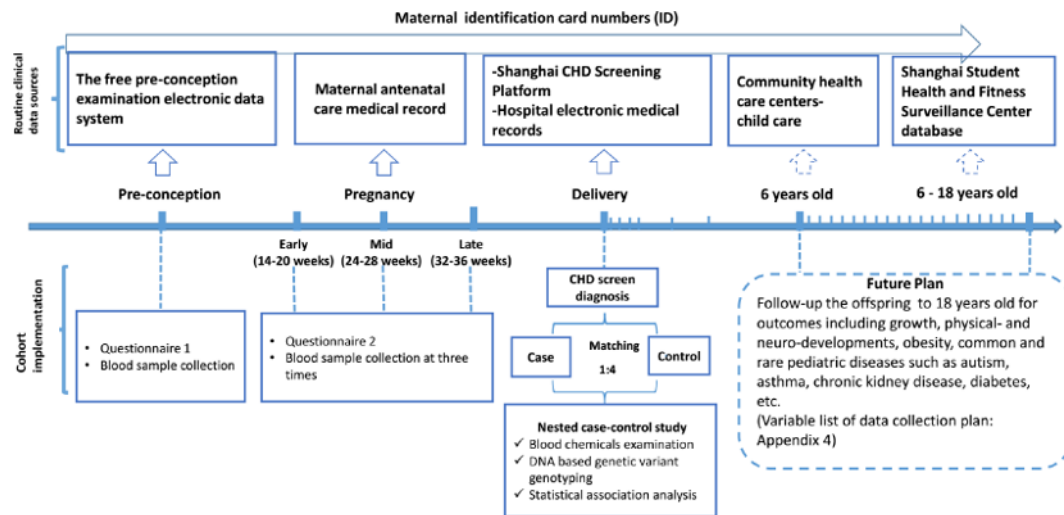 Maternal identification card numbers (ID)
Routine clinical
data sources
The free pre-conception
examination electronic data
system
Maternal antenatal
care medical record
-Shanghai CHD Screening
Platform
-Hospital electronic medical
records
Community health
care centers-
child care
Shanghai Student
Health and Fitness
Surveillance Center
database
Pre-conception
Pregnancy
Delivery
6 years old
6 - 18 years old
Early
(14-20 weeks)
Mid
(24-28 weeks)
Late
(32-36 weeks)
Cohort
implementation
• Questionnaire 1
• Blood sample collection
• Questionnaire 2
• Blood sample collection at three
times
CHD screen
diagnosis
Case
Matching
1:4
Control
Nested case-control study
✓ Blood chemicals examination
✓ DNA based genetic variant
genotyping
✓ Statistical association analysis
Future Plan
Follow-up the offspring to 18 years old for
outcomes including growth, physical- and
neuro-developments, obesity, common and
rare pediatric diseases such as autism,
asthma, chronic kidney disease, diabetes,
etc.
(Variable list of data collection plan:
Appendix 4)